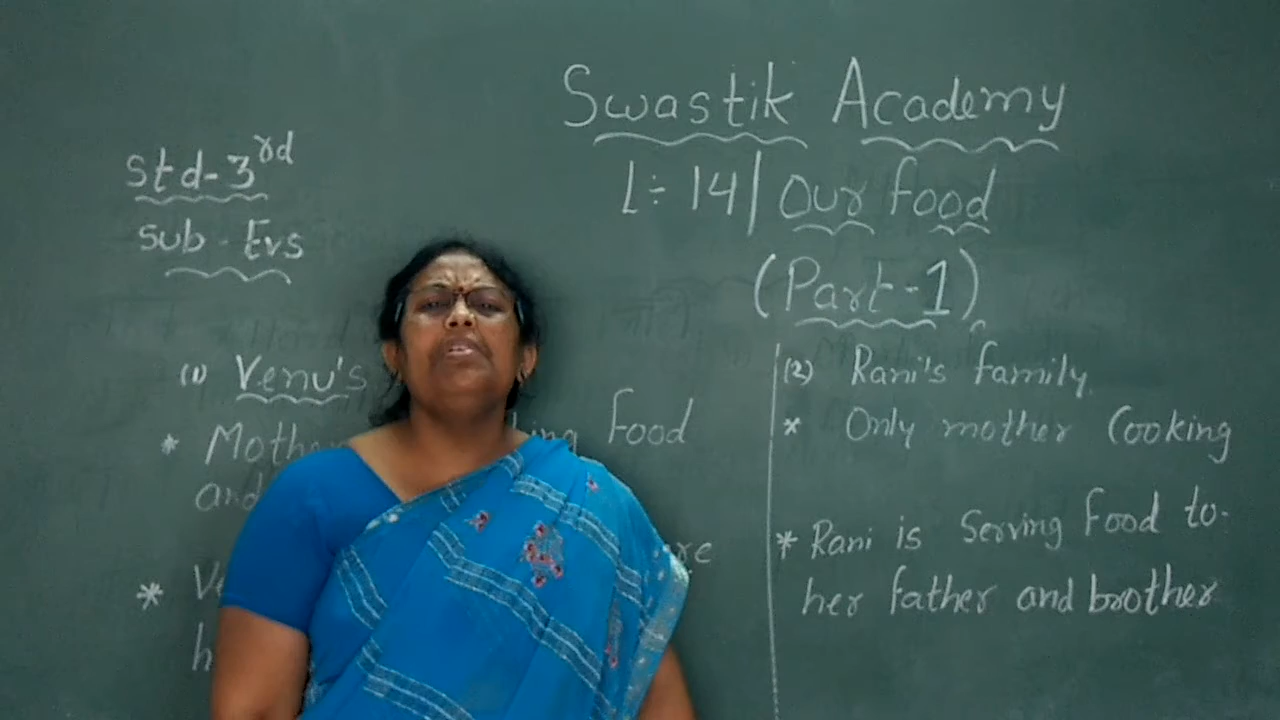 Swastik Academy
Std-3rd
L÷14| Our food
Sub - Evs
(Part-1)
(1) Venu's
* food
and
*
(2) Rani's family
* Only mother Cooking
* Rani is Serving food to-
her father and brother